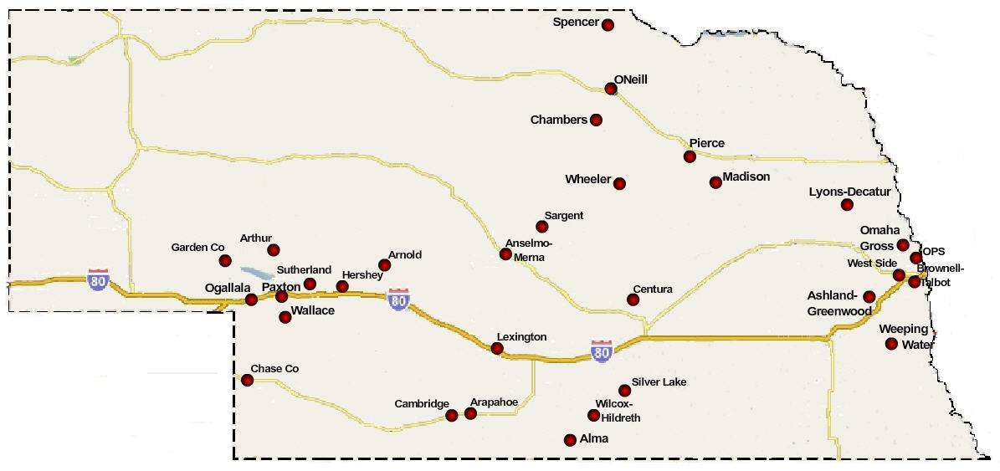 Spencer
ONeill
Chambers
Pierce
Wheeler
Madison
Lyons-Decatur
Sargent
Omaha
Gross
Anselmo-
Merna
Arthur
Garden Co
OPS
Arnold
West Side
Brownell-
Talbot
Sutherland
Hershey
80
Ogallala
Paxton
80
Centura
Ashland-
Greenwood
Wallace
Weeping
Water
Lexington
80
Chase Co
Silver Lake
Cambridge
Arapahoe
Wilcox-
Hildreth
Alma